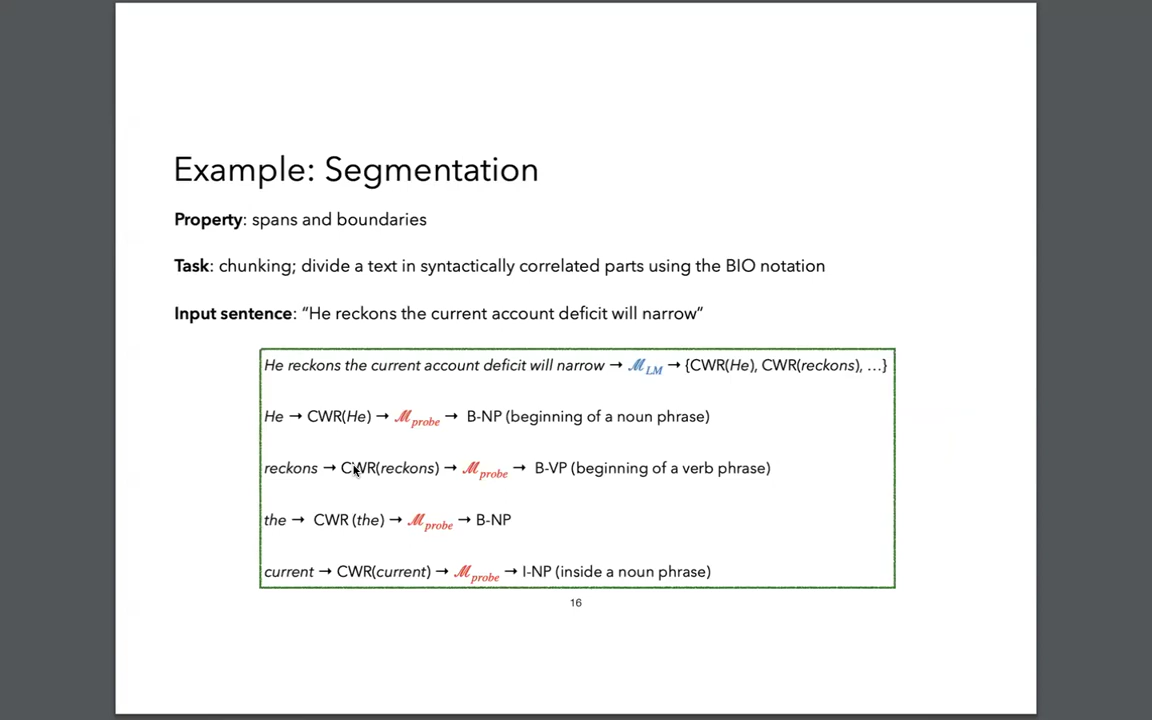 Example: Segmentation
Property: spans and boundaries
Task: chunking; divide a text in syntactically correlated parts using the BIO notation
Input sentence: “He reckons the current account deficit will narrow”
He reckons the current account deficit will narrow → ℳLM → {CWR(He), CWR(reckons), …}
He → CWR(He) → ℳprobe → B-NP (beginning of a noun phrase)
reckons → CWR(reckons) → ℳprobe → B-VP (beginning of a verb phrase)
the → CWR (the) → ℳprobe → B-NP
current → CWR(current) → ℳprobe → I-NP (inside a noun phrase)
16